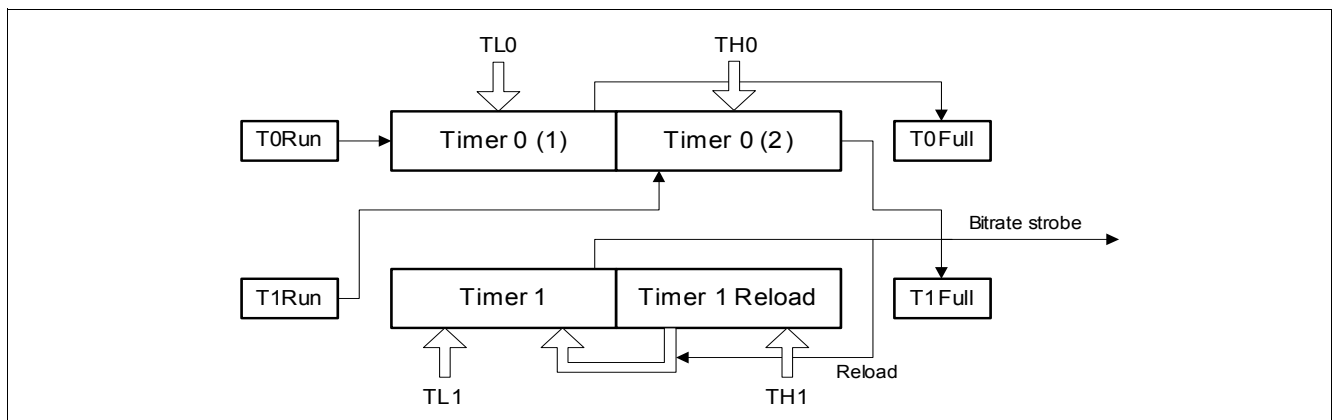 TL0
TH0
T0Run
Timer 0 (1)
Timer 0 (2)
T0Full
Bitrate strobe
T1Run
Timer 1
Timer 1 Reload
T1Full
Reload
TL1
TH1